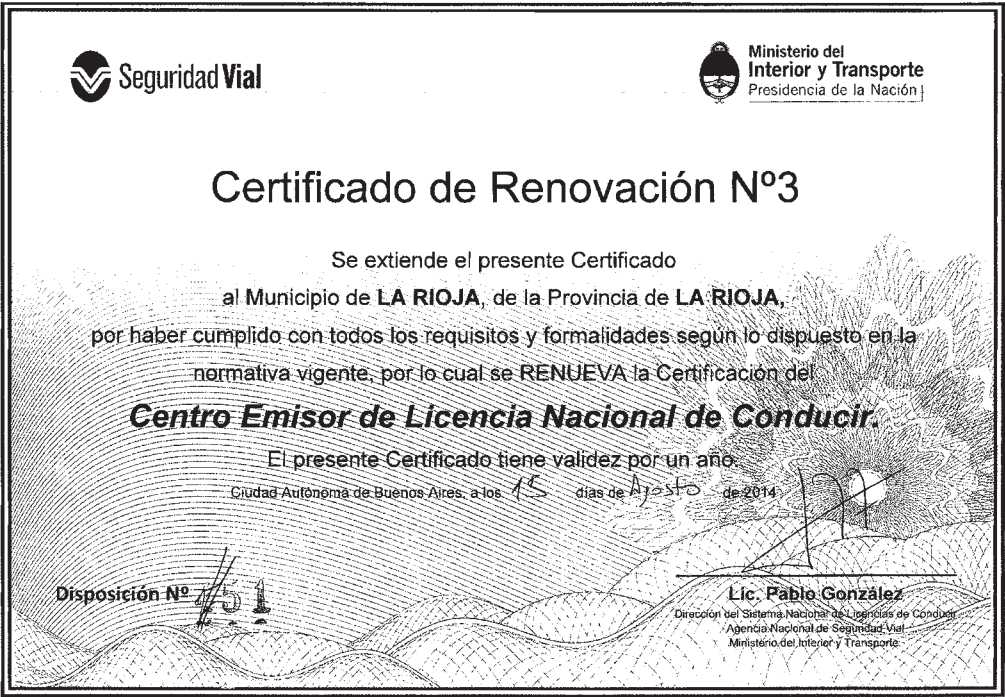 Seguridad Vial
Ministerio del
Interior y Transporte
Presidencia de la Nación
Certificado de Renovación Nº3
Se extiende el presente Certificado
al Municipio de LA RIOJA, de la Provincia de LA RIOJA,
por haber cumplido con todos los requisitos y formalidades según lo dispuesto en la
normativa vigente, por lo cual se RENUEVA la Certificación del
Centro Emisor de Licencia Nacional de Conducir.
El presente Certificado tiene validez por un año.
Ciudad Autónoma de Buenos Aires, a los 15 días de Agosto de 2014
Disposición Nº
Lic. Pablo González
Dirección del Sistema Nacional de Licencias de Conducir
Agencia Nacional de Seguridad Vial
Ministerio del Interior y Transporte